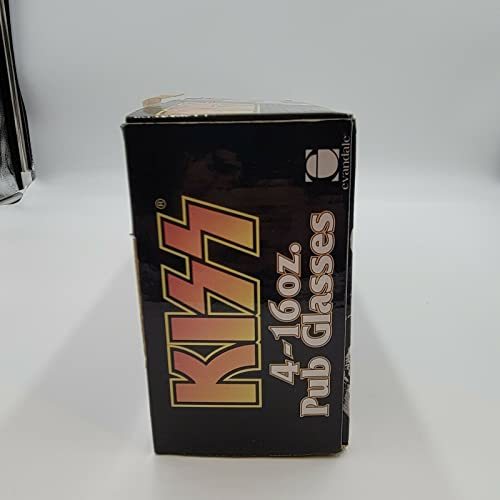 KISS®
4-16oz.
Pub Glasses
evandale